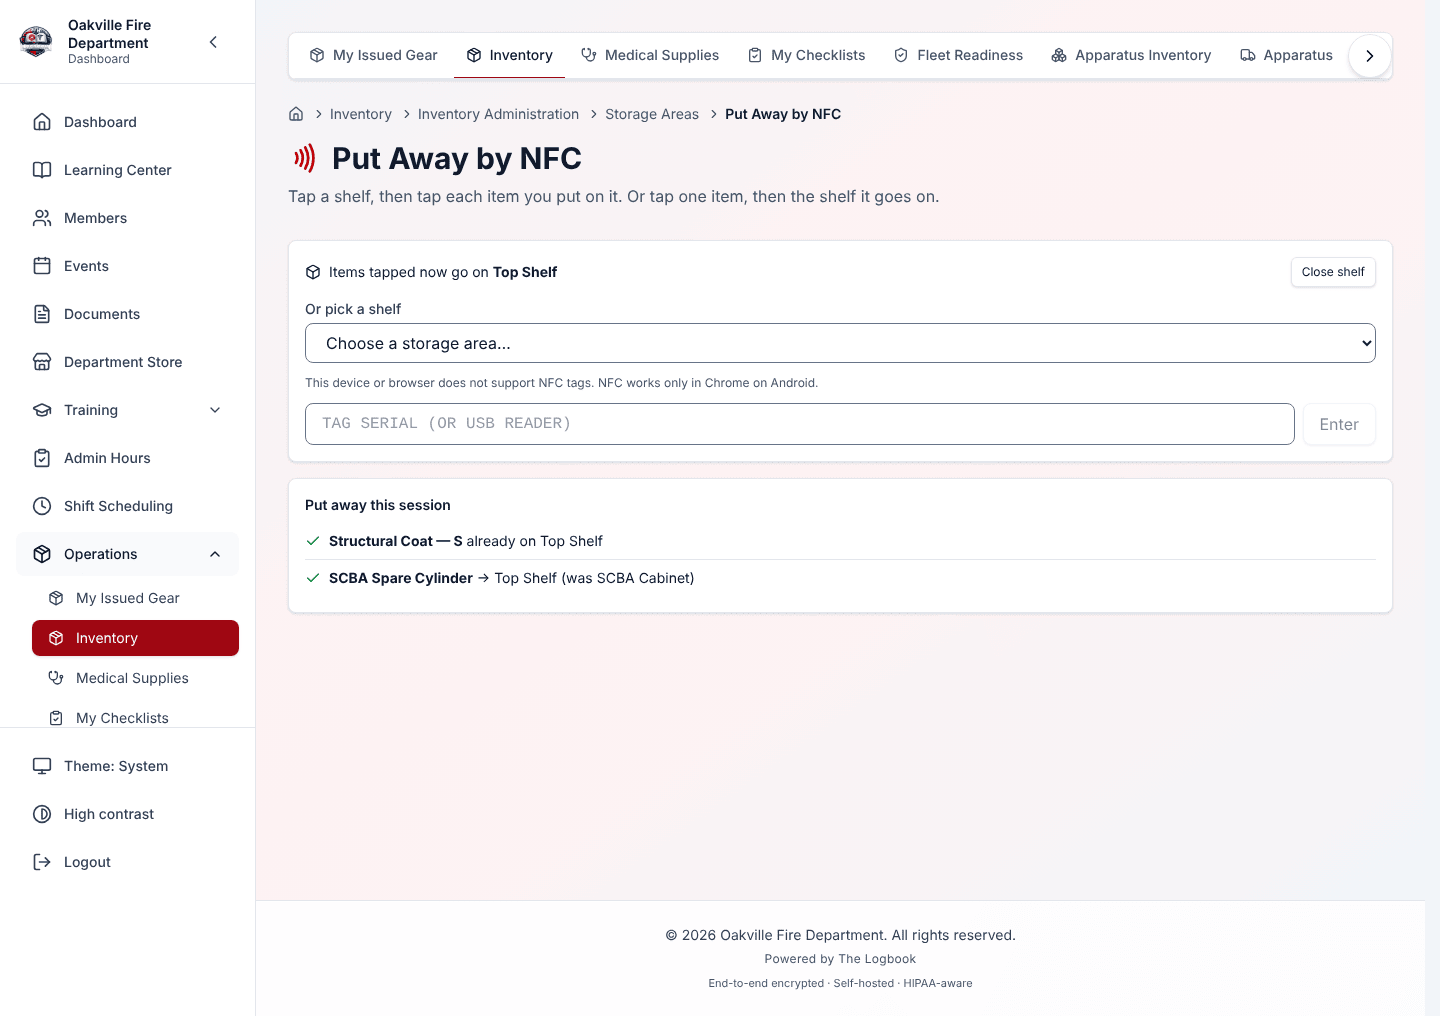 Oakville Fire
Department
Dashboard
Dashboard
Learning Center
Members
Events
Documents
Department Store
Training
Admin Hours
Shift Scheduling
Operations
My Issued Gear
Inventory
Medical Supplies
My Checklists
Theme: System
High contrast
Logout
My Issued Gear
Inventory
Medical Supplies
My Checklists
Fleet Readiness
Apparatus Inventory
Apparatus
Inventory
Inventory Administration
Storage Areas
Put Away by NFC
Put Away by NFC
Tap a shelf, then tap each item you put on it. Or tap one item, then the shelf it goes on.
Items tapped now go on Top Shelf
Close shelf
Or pick a shelf
Choose a storage area...
This device or browser does not support NFC tags. NFC works only in Chrome on Android.
TAG SERIAL (OR USB READER)
Enter
Put away this session
Structural Coat — S already on Top Shelf
SCBA Spare Cylinder → Top Shelf (was SCBA Cabinet)
© 2026 Oakville Fire Department. All rights reserved.
Powered by The Logbook
End-to-end encrypted · Self-hosted · HIPAA-aware